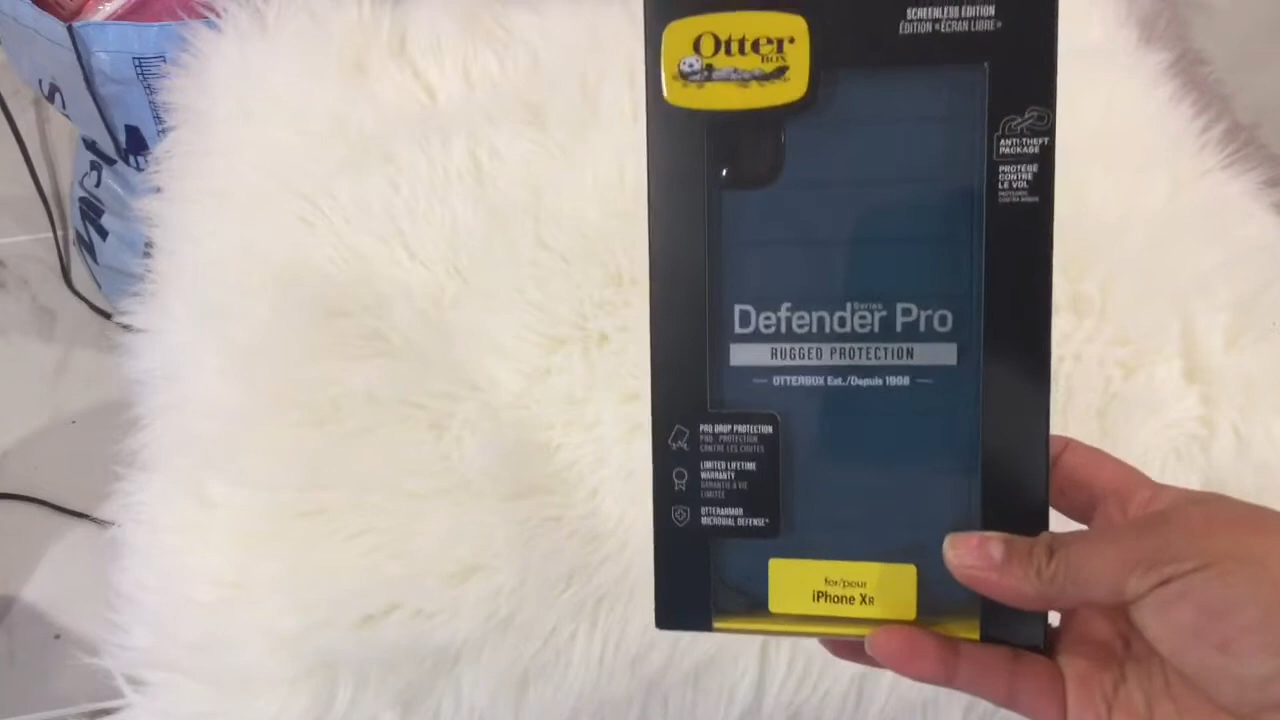 SCREENLESS EDITION
ÉDITION «ÉCRAN LIBRE»
Otter
BOX
ANTI-THEFT
PACKAGE
PROTÉGÉ
CONTRE
LE VOL
Series
Defender Pro
RUGGED PROTECTION
OTTERBOX Est./Depuis 1998
PRO DROP PROTECTION
PRO : PROTECTION
CONTRE LES CHUTES
LIMITED LIFETIME
WARRANTY
GARANTIE À VIE
LIMITÉE
OTTERARMOR
MICROBIAL DEFENSE*
for/pour
iPhone XR